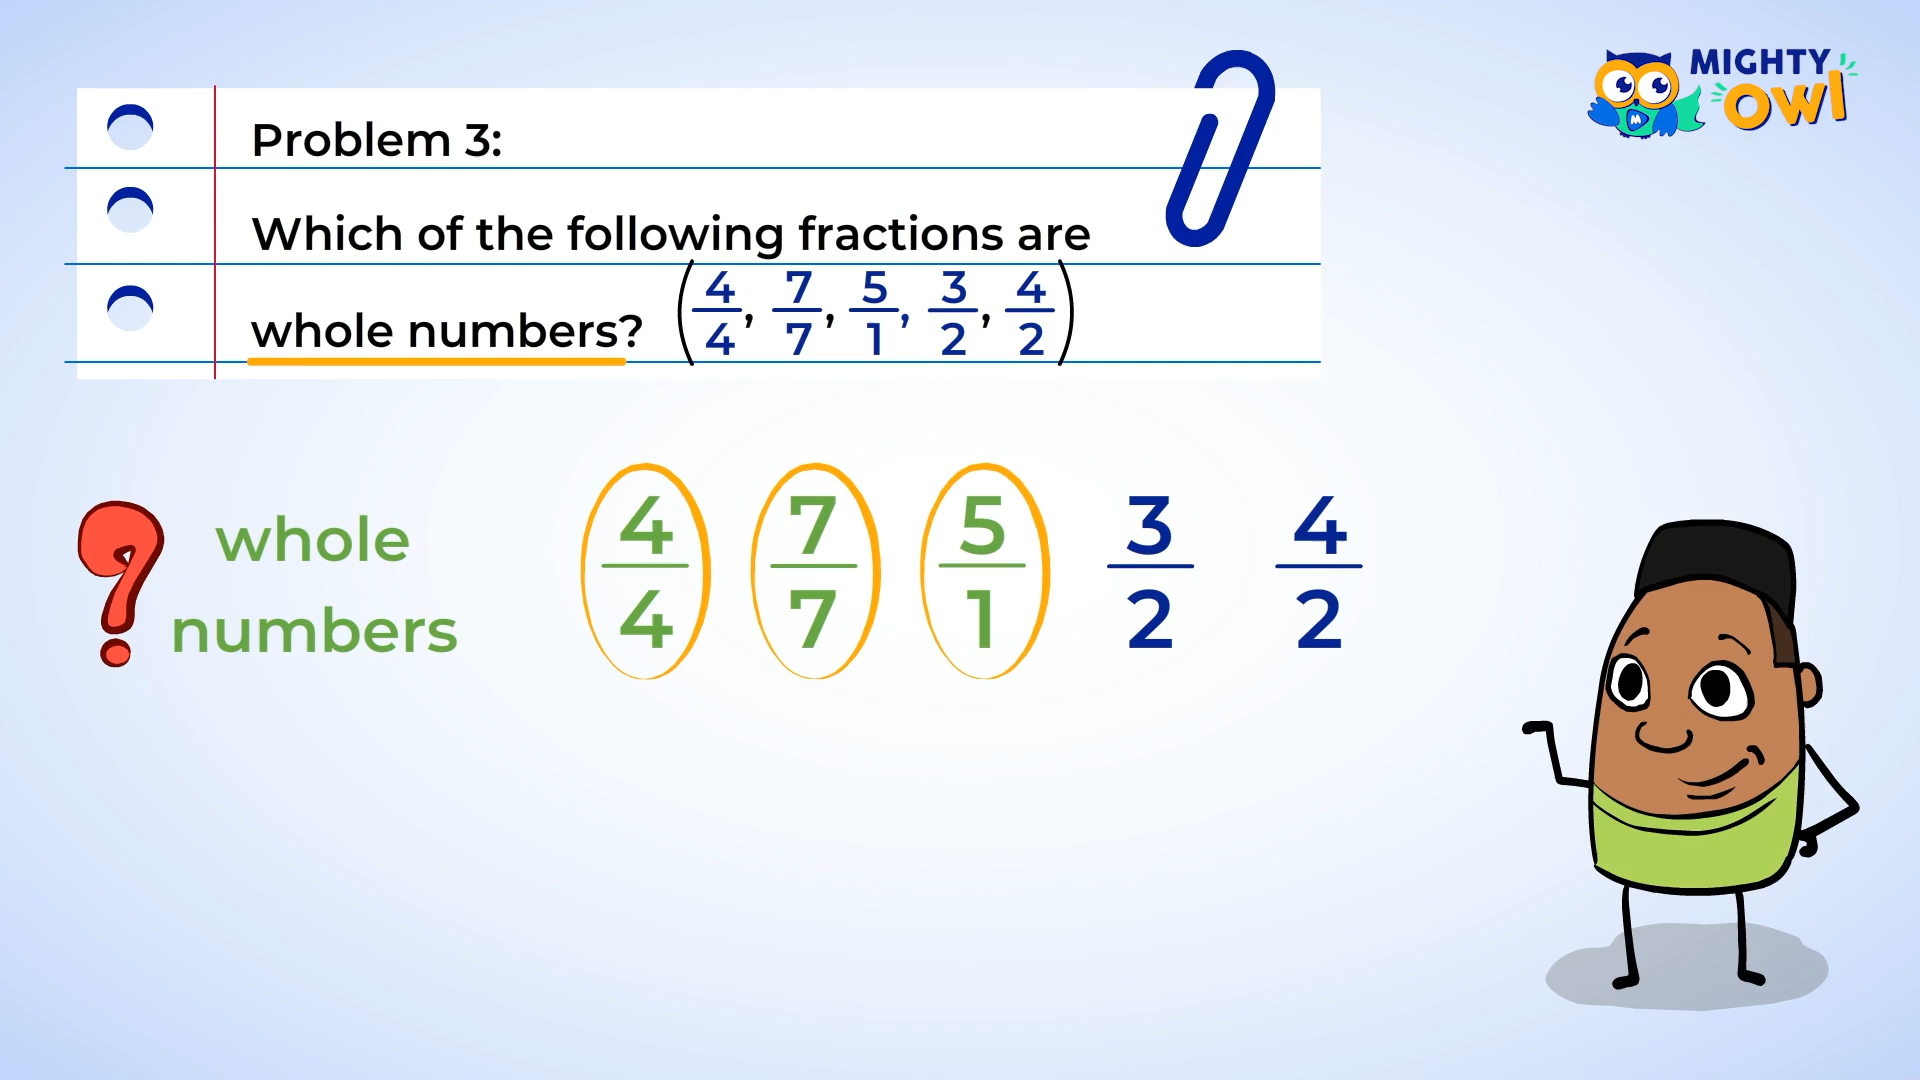 MIGHTY
OWL
Problem 3:
Which of the following fractions are
whole numbers? (4/4, 7/7, 5/1, 3/2, 4/2)
? whole
numbers
4/4 7/7 5/1 3/2 4/2